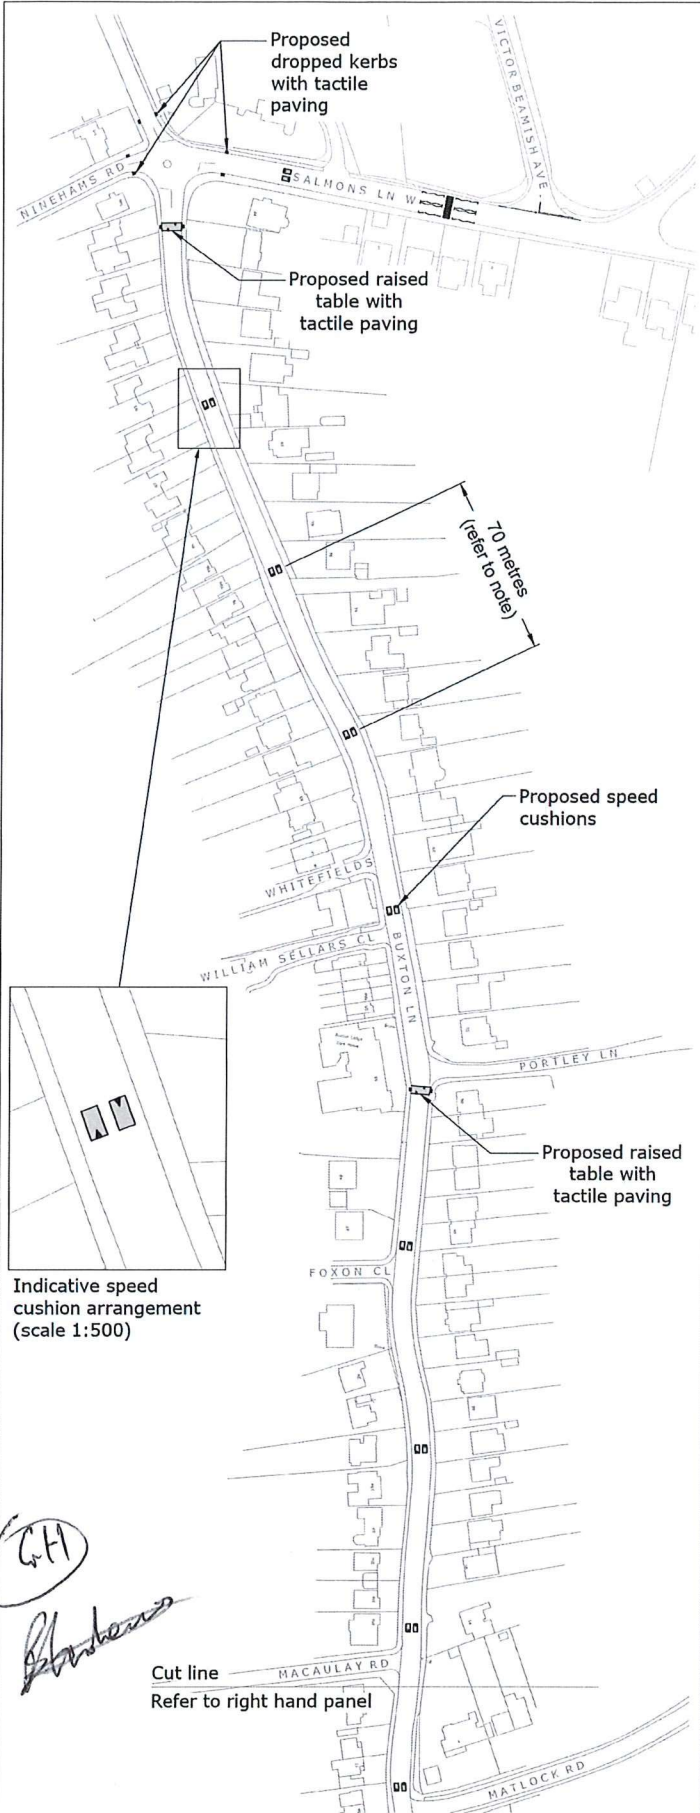 Proposed
dropped kerbs
with tactile
paving
VICTOR BEAMISH AVE
NINEHAMS RD
SALMONS LN W
Proposed raised
table with
tactile paving
70 metres
(refer to note)
Proposed speed
cushions
WHITEFIELDS
WILLIAM SELLARS CL
BUXTON LN
PORTLEY LN
Proposed raised
table with
tactile paving
Indicative speed
cushion arrangement
(scale 1:500)
FOXON CL
GH
Cut line
MACAULAY RD
Refer to right hand panel
MATLOCK RD